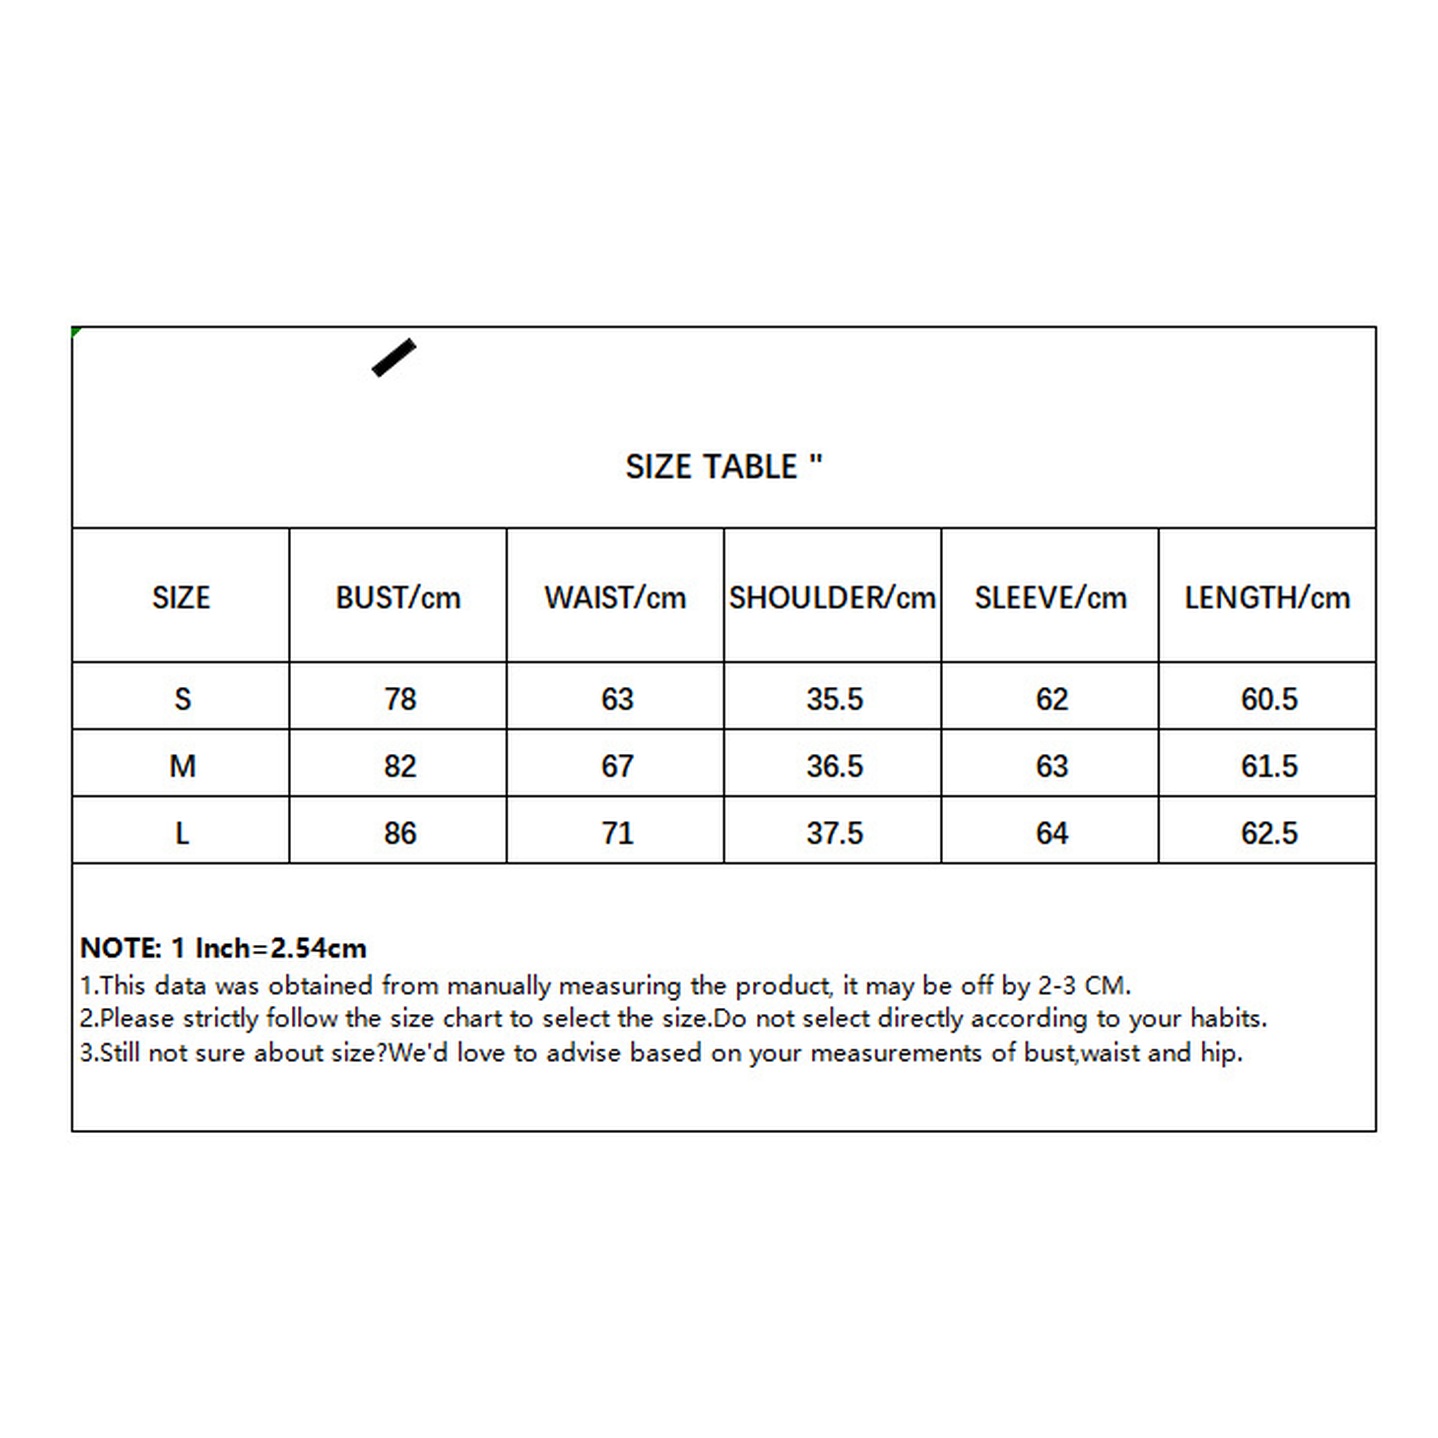 SIZE TABLE "
SIZE BUST/cm WAIST/cm SHOULDER/cm SLEEVE/cm LENGTH/cm
S 78 63 35.5 62 60.5
M 82 67 36.5 63 61.5
L 86 71 37.5 64 62.5
NOTE: 1 Inch=2.54cm
1.This data was obtained from manually measuring the product, it may be off by 2-3 CM.
2.Please strictly follow the size chart to select the size.Do not select directly according to your habits.
3.Still not sure about size?We'd love to advise based on your measurements of bust,waist and hip.